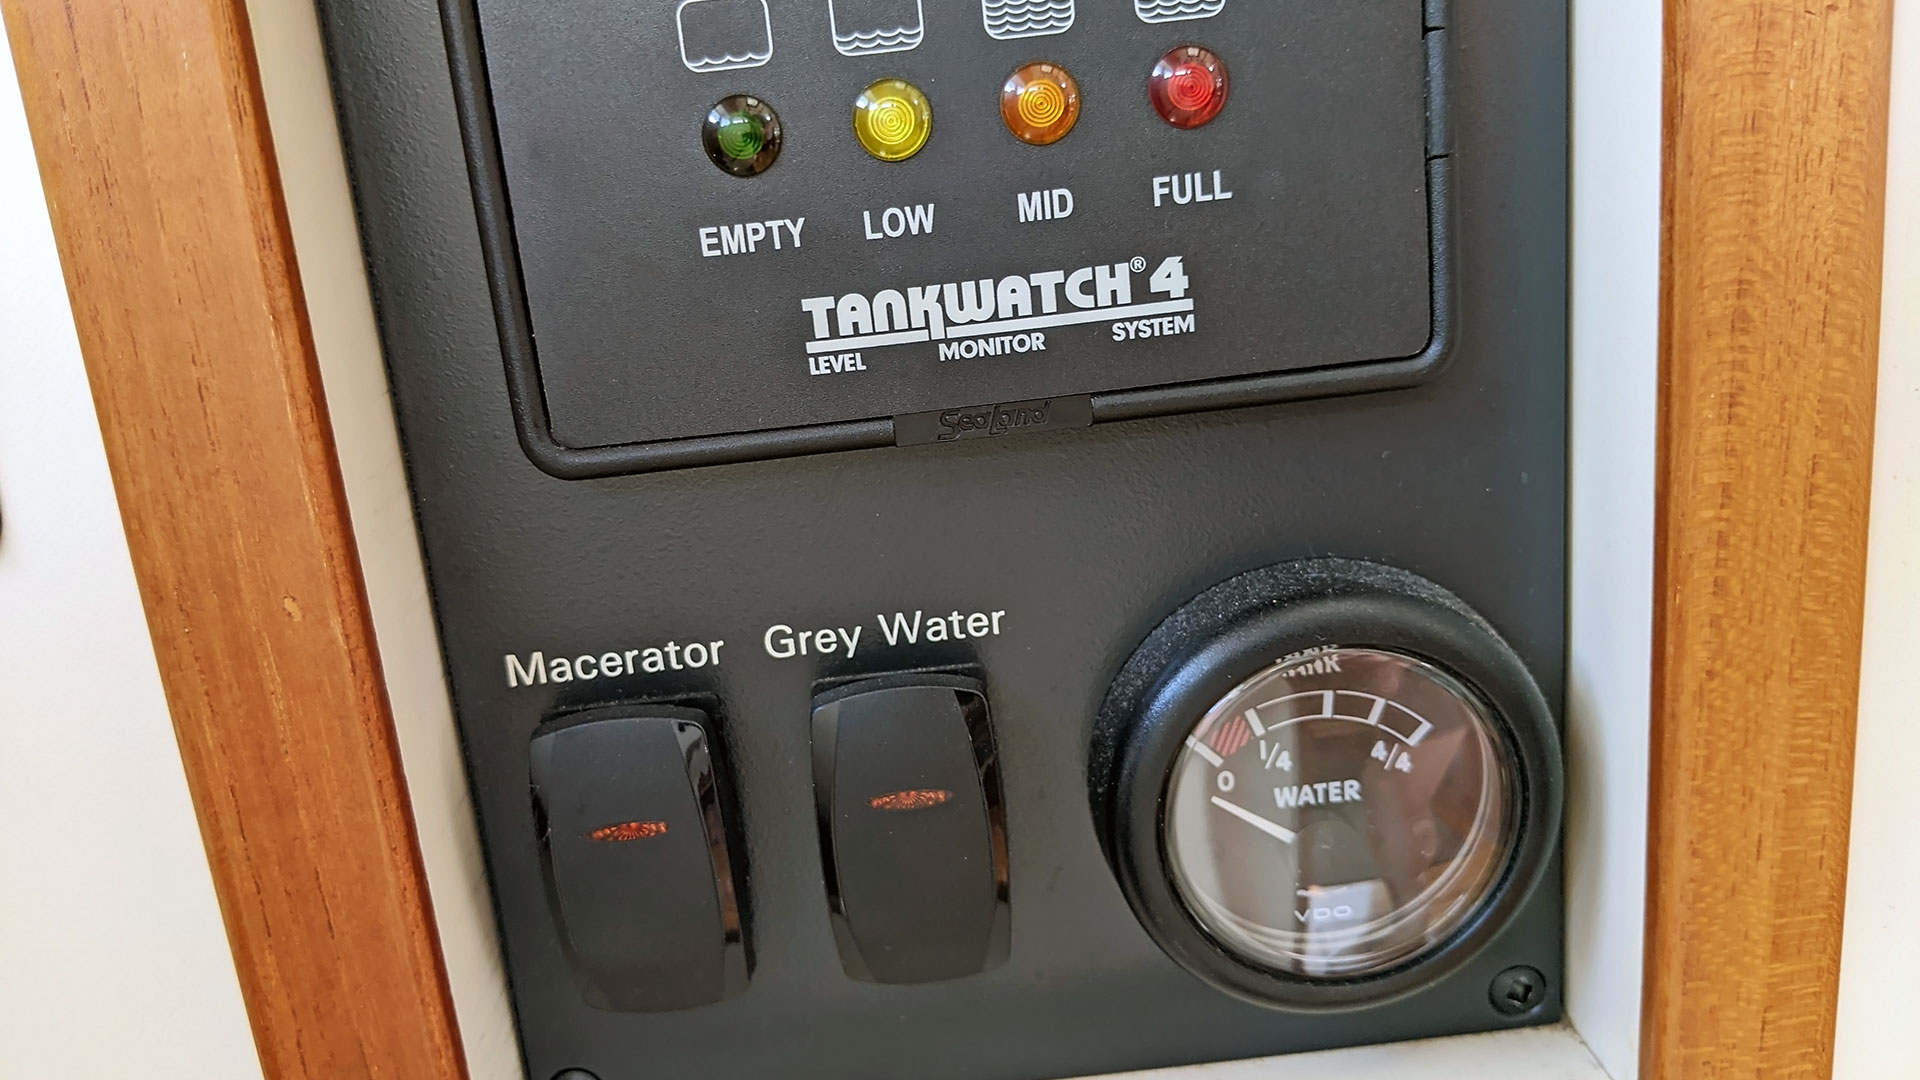 EMPTY LOW MID FULL
TANKWATCH® 4
LEVEL MONITOR SYSTEM
SeaLand
Macerator Grey Water
TANK
0 1/4 4/4
WATER
VDO